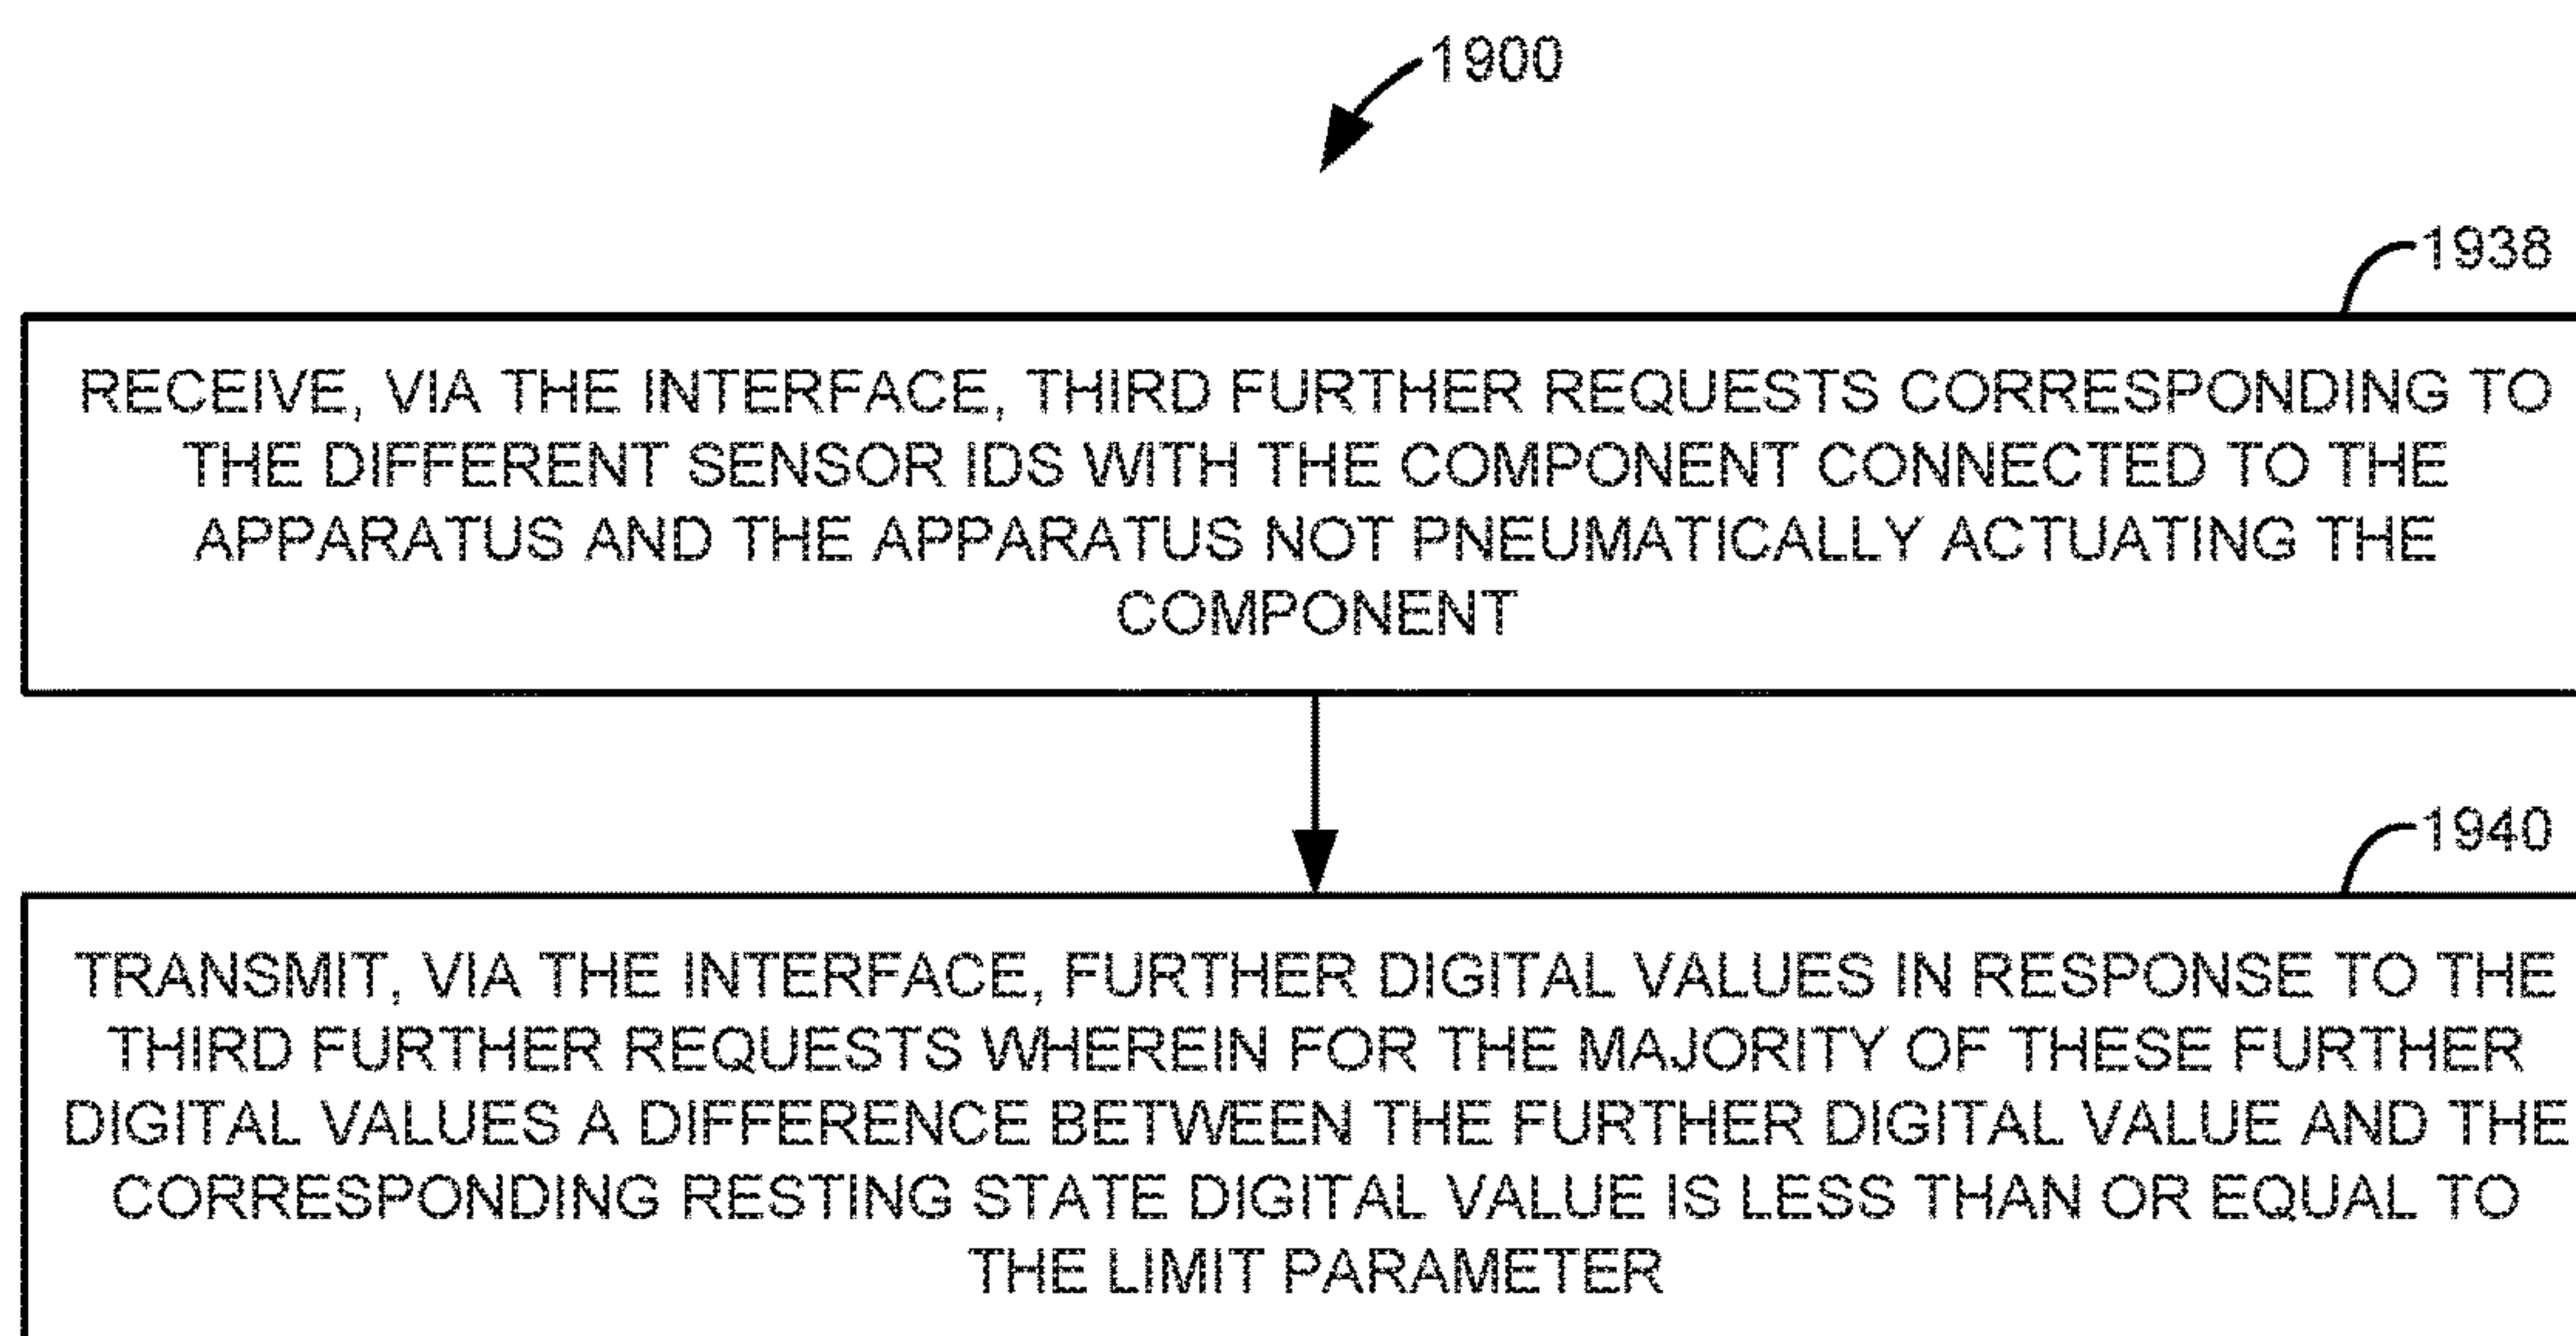 1900
1938
RECEIVE, VIA THE INTERFACE, THIRD FURTHER REQUESTS CORRESPONDING TO
THE DIFFERENT SENSOR IDS WITH THE COMPONENT CONNECTED TO THE
APPARATUS AND THE APPARATUS NOT PNEUMATICALLY ACTUATING THE
COMPONENT
1940
TRANSMIT, VIA THE INTERFACE, FURTHER DIGITAL VALUES IN RESPONSE TO THE
THIRD FURTHER REQUESTS WHEREIN FOR THE MAJORITY OF THESE FURTHER
DIGITAL VALUES A DIFFERENCE BETWEEN THE FURTHER DIGITAL VALUE AND THE
CORRESPONDING RESTING STATE DIGITAL VALUE IS LESS THAN OR EQUAL TO
THE LIMIT PARAMETER